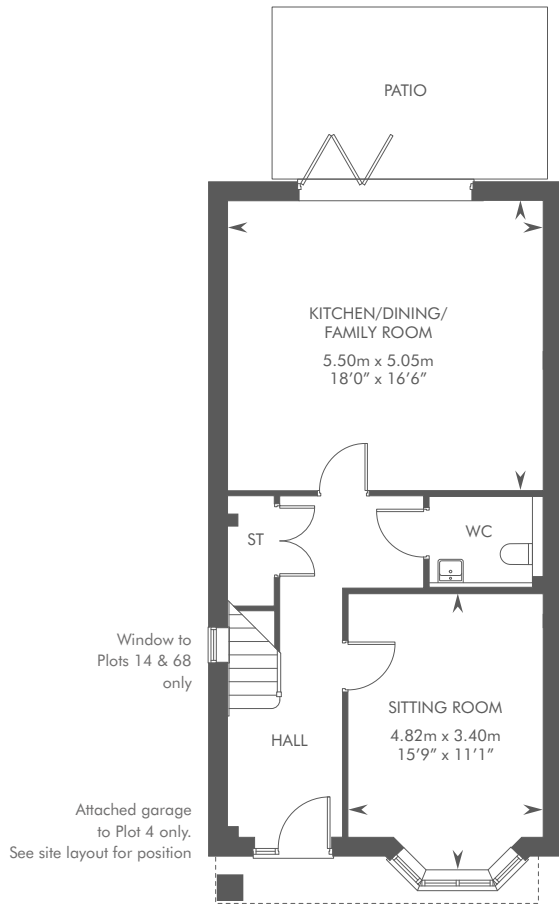 PATIO
KITCHEN/DINING/
FAMILY ROOM
5.50m x 5.05m
18’0” x 16’6”
ST
WC
Window to
Plots 14 & 68
only
SITTING ROOM
4.82m x 3.40m
15’9” x 11’1”
HALL
Attached garage
to Plot 4 only.
See site layout for position